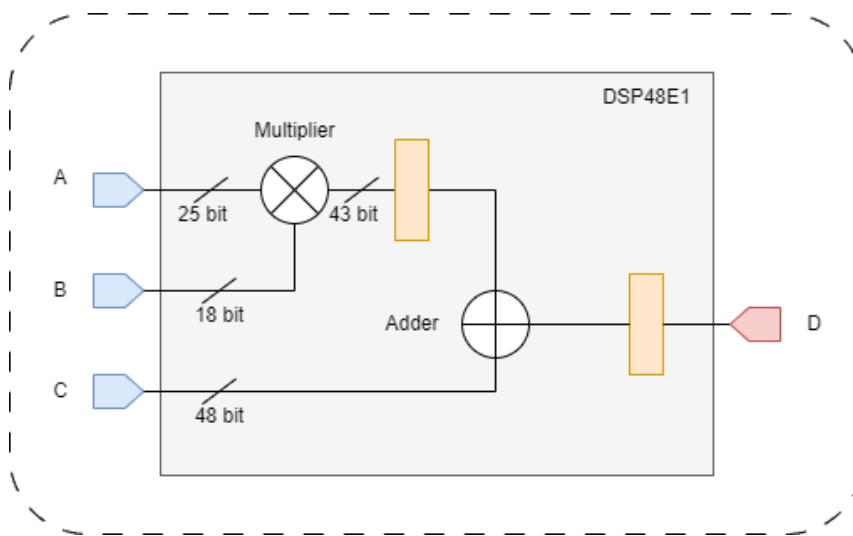 DSP48E1
Multiplier
A
25 bit
43 bit
B
18 bit
Adder
D
C
48 bit